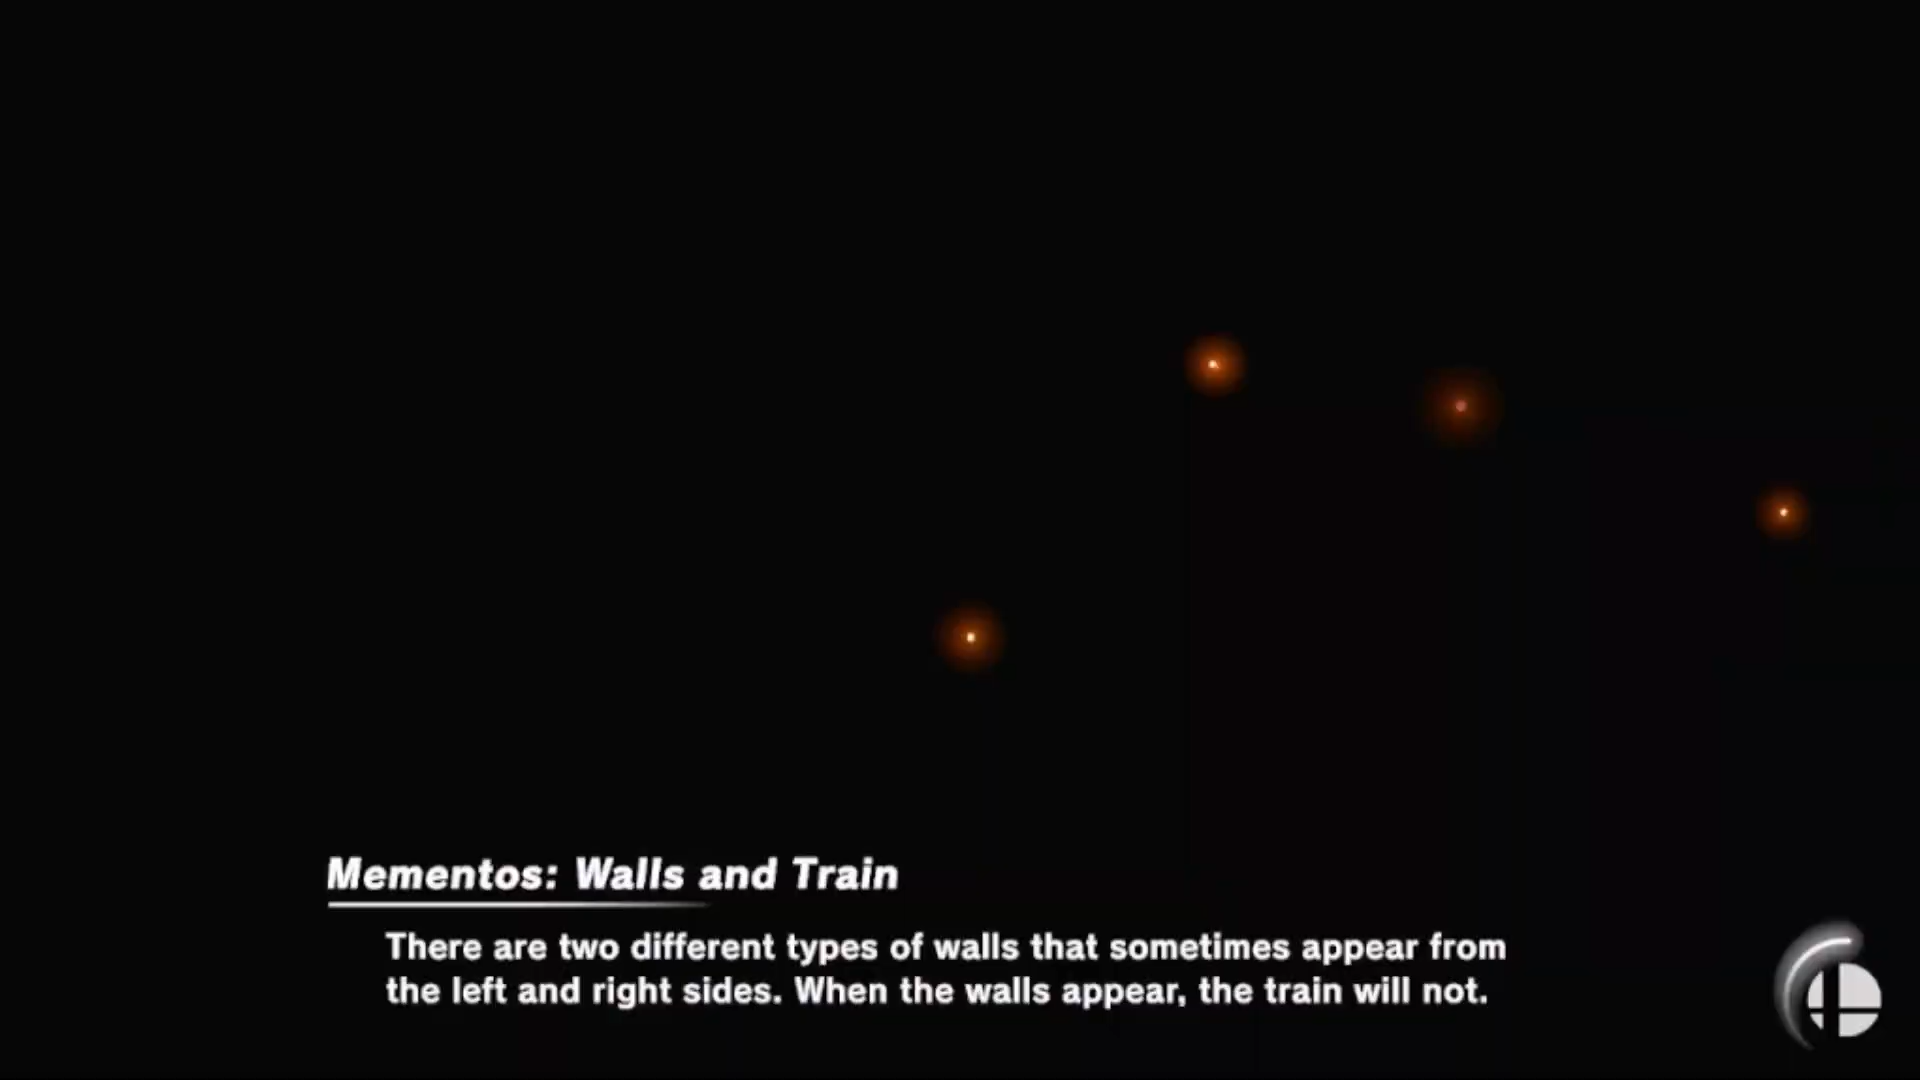 Mementos: Walls and Train
There are two different types of walls that sometimes appear from
the left and right sides. When the walls appear, the train will not.